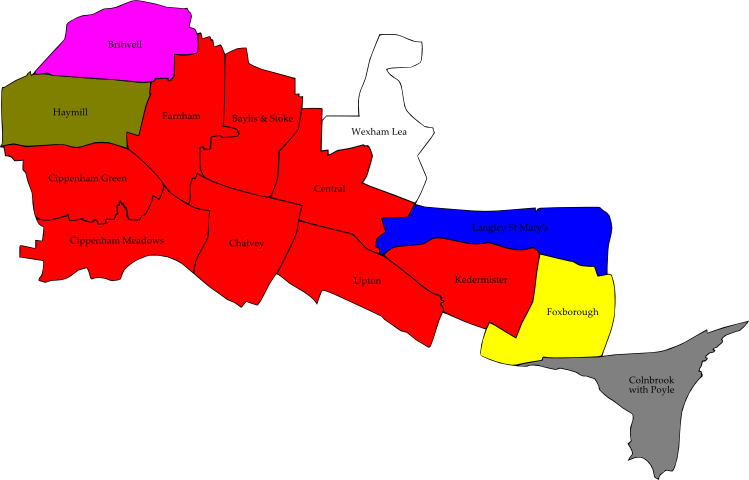 Britwell
Haymill
Farnham
Baylis & Stoke
Wexham Lea
Cippenham Green
Central
Cippenham Meadows
Chalvey
Langley St Mary's
Upton
Kedermister
Foxborough
Colnbrook
with Poyle